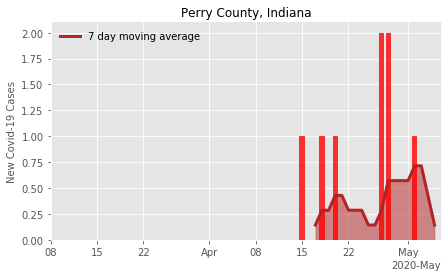 Perry County, Indiana
7 day moving average
New Covid-19 Cases
2.00
1.75
1.50
1.25
1.00
0.75
0.50
0.25
0.00
08 15 22 Apr 08 15 22 May
2020-May